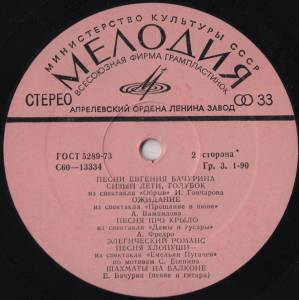 МИНИСТЕРСТВО КУЛЬТУРЫ СССР
МЕЛОДИЯ
ВСЕСОЮЗНАЯ ФИРМА ГРАМПЛАСТИНОК
СТЕРЕО 33
АПРЕЛЕВСКИЙ ОРДЕНА ЛЕНИНА ЗАВОД
ГОСТ 5289-73 2 сторона
С60—13334 Гр. 3. 1-90
ПЕСНИ ЕВГЕНИЯ БАЧУРИНА
СИЗЫЙ ЛЕТИ, ГОЛУБОК
из спектакля «Обрыв» И. Гончарова
ОЖИДАНИЕ
из спектакля «Прощание в июне»
А. Вампилова
ПЕСНЯ ПРО КРЫЛО
из спектакля «Дамы и гусары»
А. Фредро
ЭЛЕГИЧЕСКИЙ РОМАНС
ПЕСНЯ ХЛОПУШИ—
из спектакля «Емельян Пугачев»
по мотивам С. Есенина
ШАХМАТЫ НА БАЛКОНЕ
Е. Бачурин (пение и гитара)